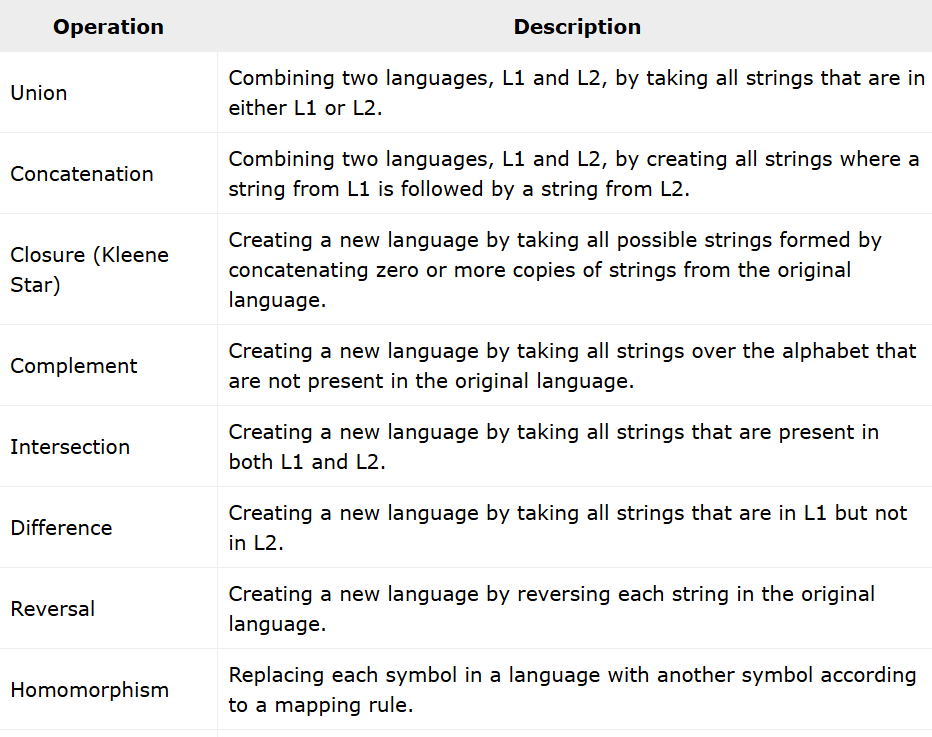 Operation Description
Union
Combining two languages, L1 and L2, by taking all strings that are in
either L1 or L2.
Concatenation
Combining two languages, L1 and L2, by creating all strings where a
string from L1 is followed by a string from L2.
Closure (Kleene
Star)
Creating a new language by taking all possible strings formed by
concatenating zero or more copies of strings from the original
language.
Complement
Creating a new language by taking all strings over the alphabet that
are not present in the original language.
Intersection
Creating a new language by taking all strings that are present in
both L1 and L2.
Difference
Creating a new language by taking all strings that are in L1 but not
in L2.
Reversal
Creating a new language by reversing each string in the original
language.
Homomorphism
Replacing each symbol in a language with another symbol according
to a mapping rule.